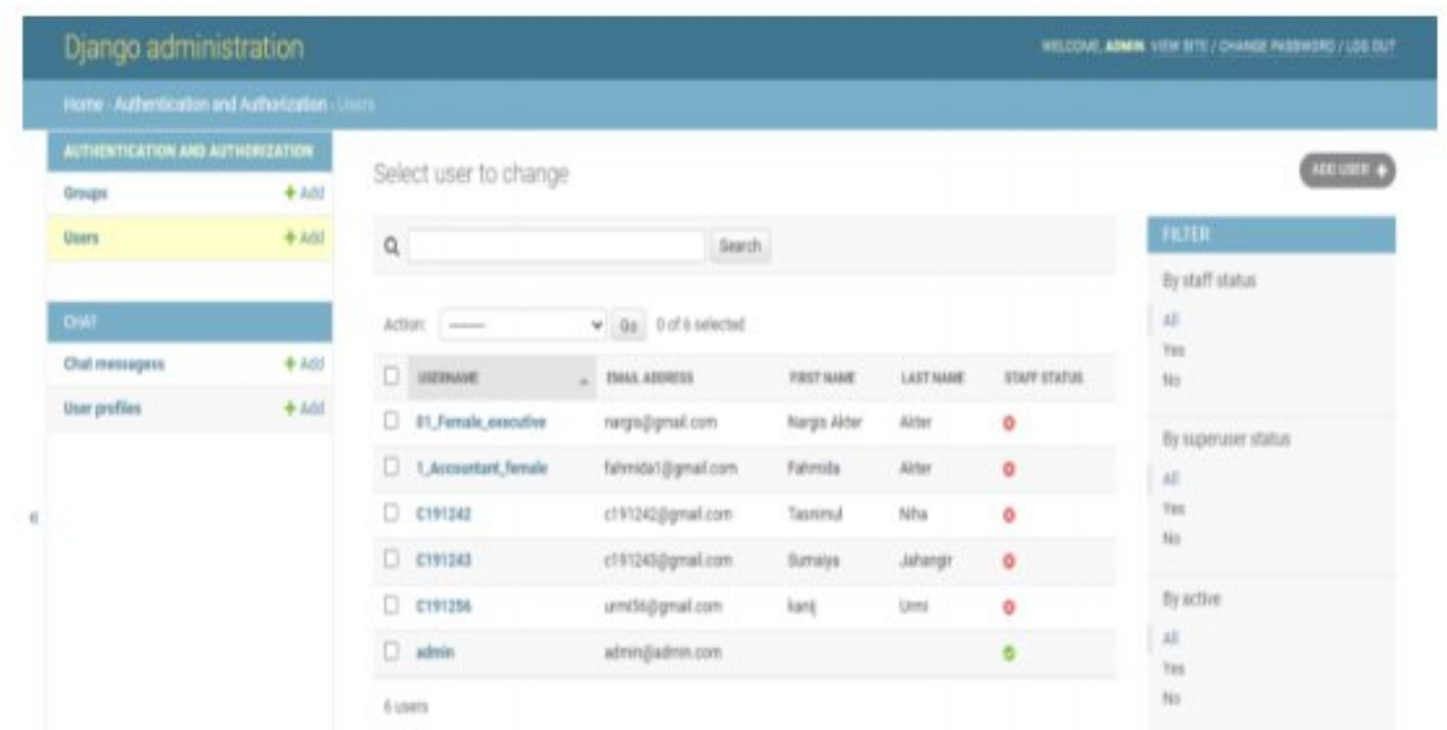 Django administration
WELCOME, ADMIN. VIEW SITE / CHANGE PASSWORD / LOG OUT
Home › Authentication and Authorization › Users
AUTHENTICATION AND AUTHORIZATION
Groups + Add
Users + Add
CHAT
Chat messagess + Add
User profiles + Add
«
Select user to change
ADD USER +
Search
Action: --------- Go 0 of 6 selected
USERNAME EMAIL ADDRESS FIRST NAME LAST NAME STAFF STATUS
01_Female_executive nargis@gmail.com Nargis Akter Akter
1_Accountant_female fahmida1@gmail.com Fahmida Akter
C191242 c191242@gmail.com Tasnimul Niha
C191243 c191243@gmail.com Sumaiya Jahangir
C191256 urmi56@gmail.com kanij Urmi
admin admin@admin.com
6 users
FILTER
By staff status
All
Yes
No
By superuser status
All
Yes
No
By active
All
Yes
No